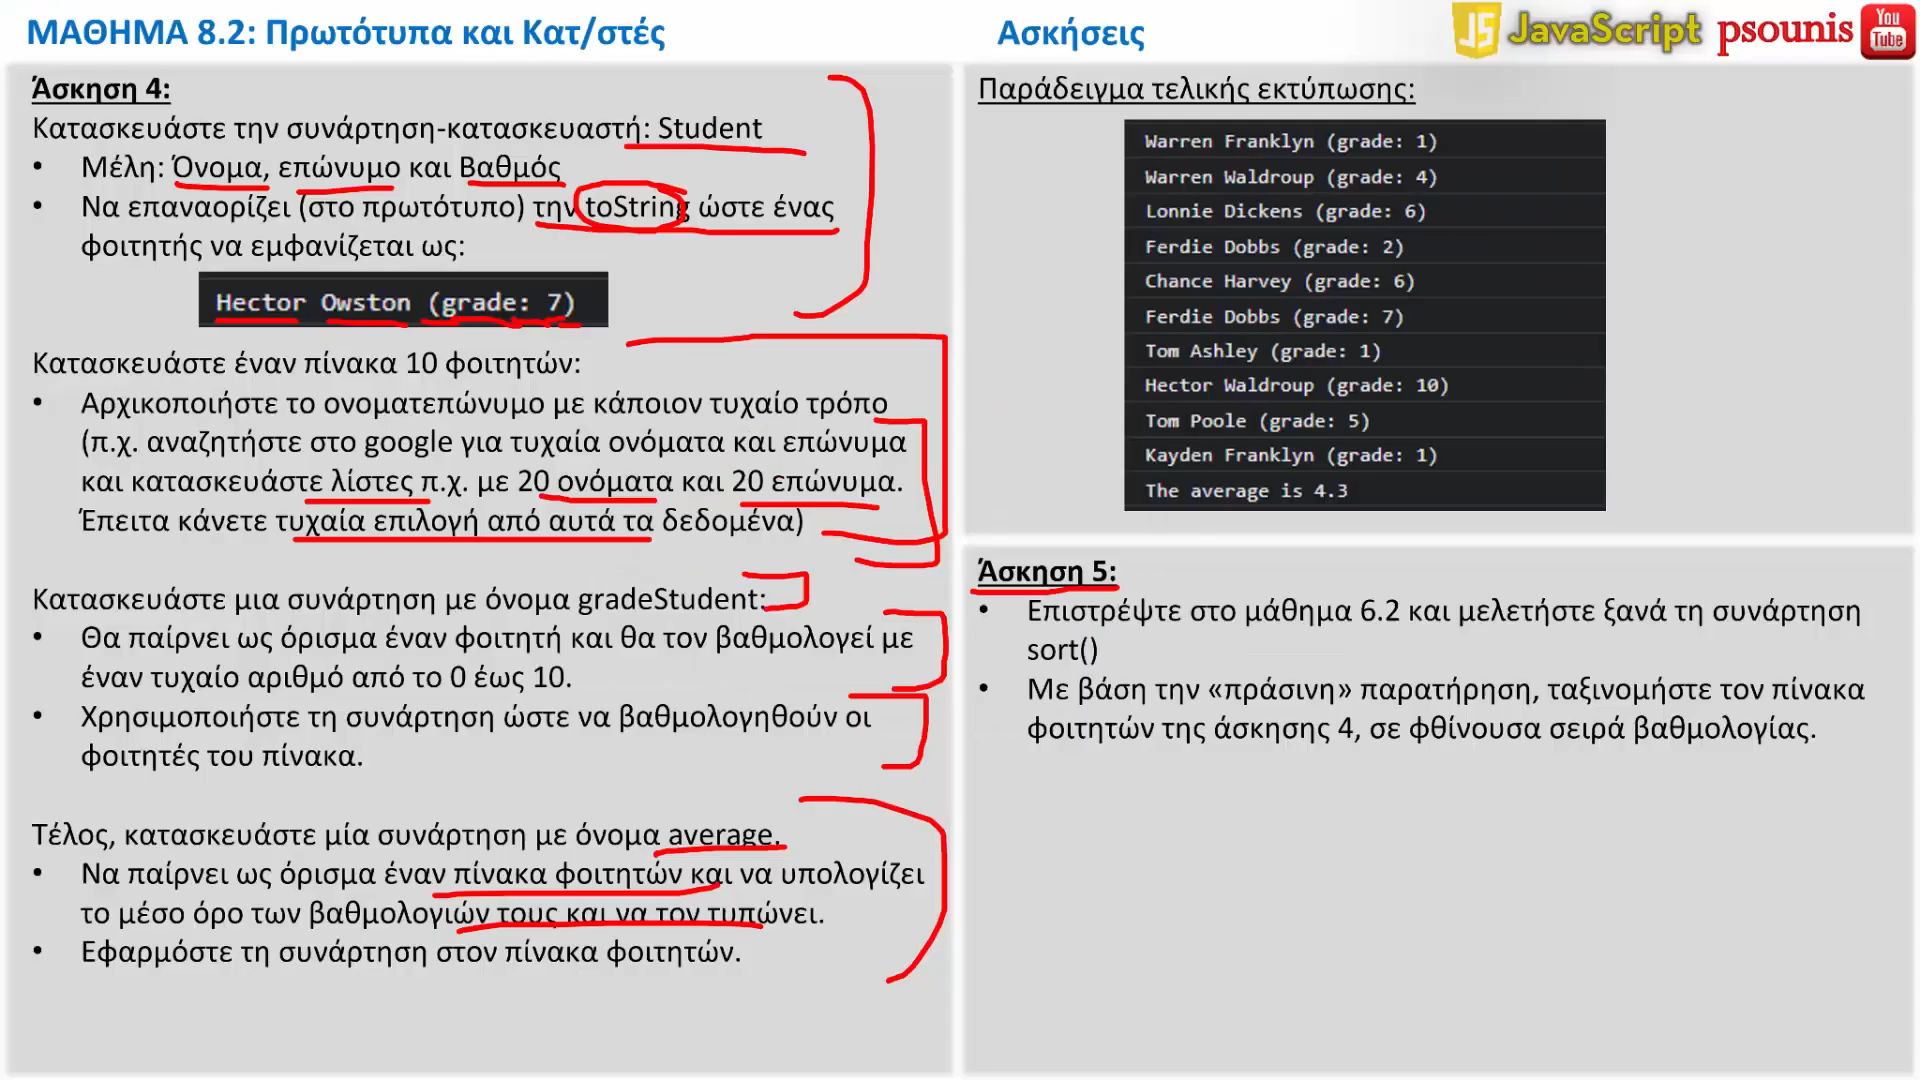 ΜΑΘΗΜΑ 8.2: Πρωτότυπα και Κατ/στές
Ασκήσεις
JS JavaScript psounis You Tube
Άσκηση 4:
Κατασκευάστε την συνάρτηση-κατασκευαστή: Student
• Μέλη: Όνομα, επώνυμο και Βαθμός
• Να επαναορίζει (στο πρωτότυπο) την toString ώστε ένας
φοιτητής να εμφανίζεται ως:
Hector Owston (grade: 7)
Κατασκευάστε έναν πίνακα 10 φοιτητών:
• Αρχικοποιήστε το ονοματεπώνυμο με κάποιον τυχαίο τρόπο
(π.χ. αναζητήστε στο google για τυχαία ονόματα και επώνυμα
και κατασκευάστε λίστες π.χ. με 20 ονόματα και 20 επώνυμα.
Έπειτα κάνετε τυχαία επιλογή από αυτά τα δεδομένα)
Κατασκευάστε μια συνάρτηση με όνομα gradeStudent:
• Θα παίρνει ως όρισμα έναν φοιτητή και θα τον βαθμολογεί με
έναν τυχαίο αριθμό από το 0 έως 10.
• Χρησιμοποιήστε τη συνάρτηση ώστε να βαθμολογηθούν οι
φοιτητές του πίνακα.
Τέλος, κατασκευάστε μία συνάρτηση με όνομα average.
• Να παίρνει ως όρισμα έναν πίνακα φοιτητών και να υπολογίζει
το μέσο όρο των βαθμολογιών τους και να τον τυπώνει.
• Εφαρμόστε τη συνάρτηση στον πίνακα φοιτητών.
Παράδειγμα τελικής εκτύπωσης:
Warren Franklyn (grade: 1)
Warren Waldroup (grade: 4)
Lonnie Dickens (grade: 6)
Ferdie Dobbs (grade: 2)
Chance Harvey (grade: 6)
Ferdie Dobbs (grade: 7)
Tom Ashley (grade: 1)
Hector Waldroup (grade: 10)
Tom Poole (grade: 5)
Kayden Franklyn (grade: 1)
The average is 4.3
Άσκηση 5:
• Επιστρέψτε στο μάθημα 6.2 και μελετήστε ξανά τη συνάρτηση
sort()
• Με βάση την «πράσινη» παρατήρηση, ταξινομήστε τον πίνακα
φοιτητών της άσκησης 4, σε φθίνουσα σειρά βαθμολογίας.